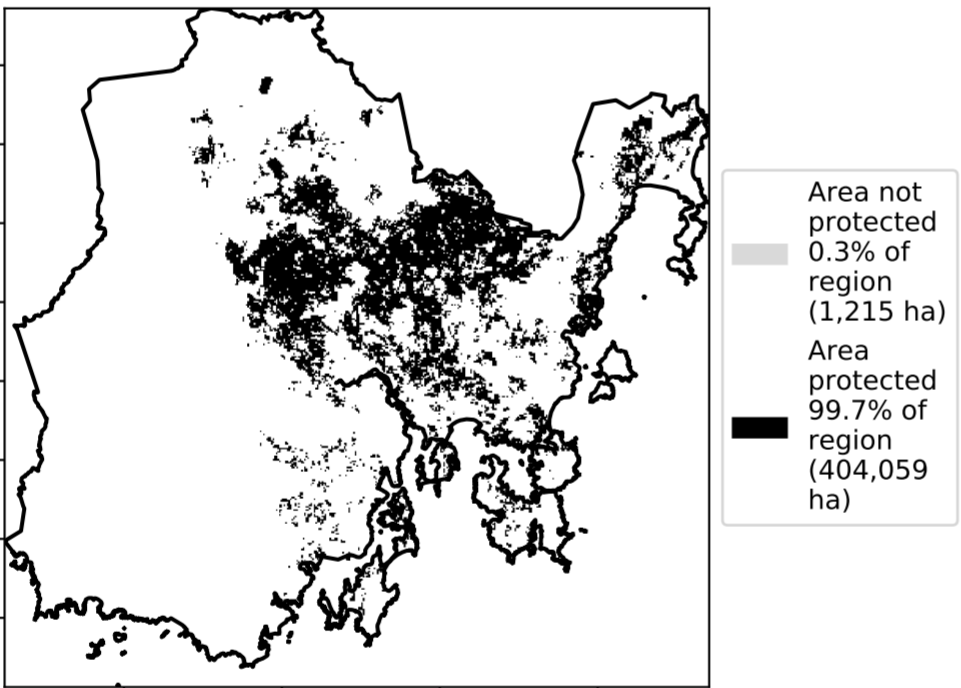 Area not
protected
0.3% of
region
(1,215 ha)
Area
protected
99.7% of
region
(404,059
ha)